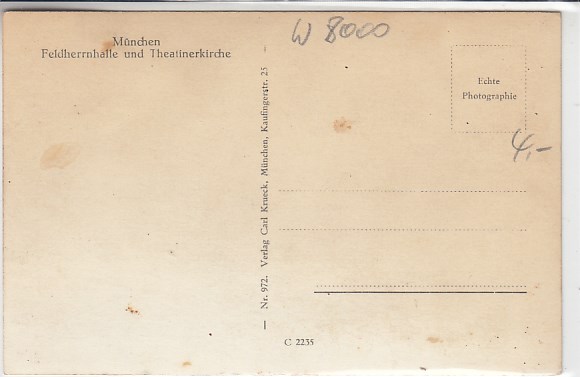 München
Feldherrnhalle und Theatinerkirche
W 8000
Echte
Photographie
4,-
Nr. 972. Verlag Carl Krueck, München, Kaufingerstr. 25
C 2235